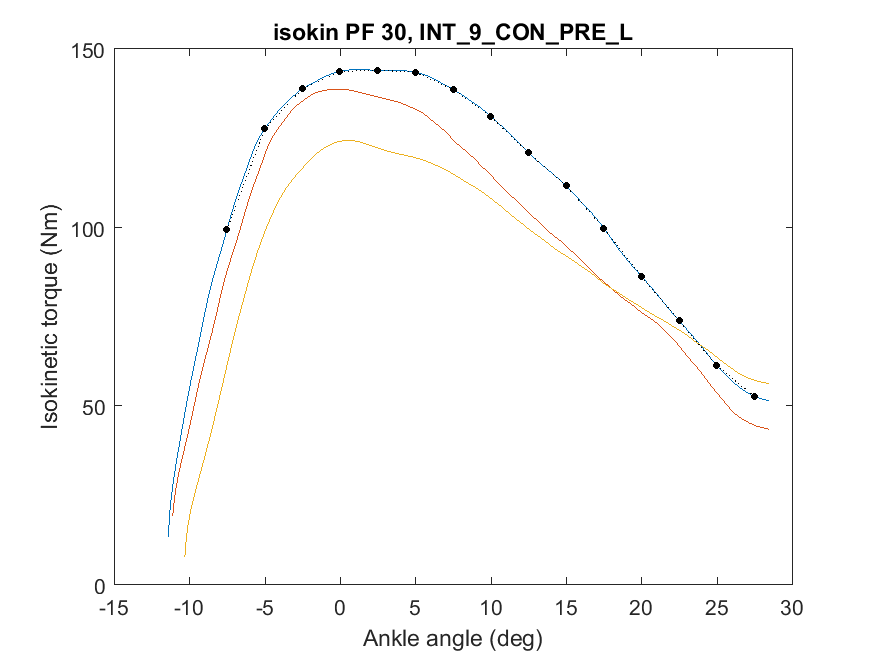 isokin PF 30, INT_9_CON_PRE_L
150
100
50
0
Isokinetic torque (Nm)
-15 -10 -5 0 5 10 15 20 25 30
Ankle angle (deg)